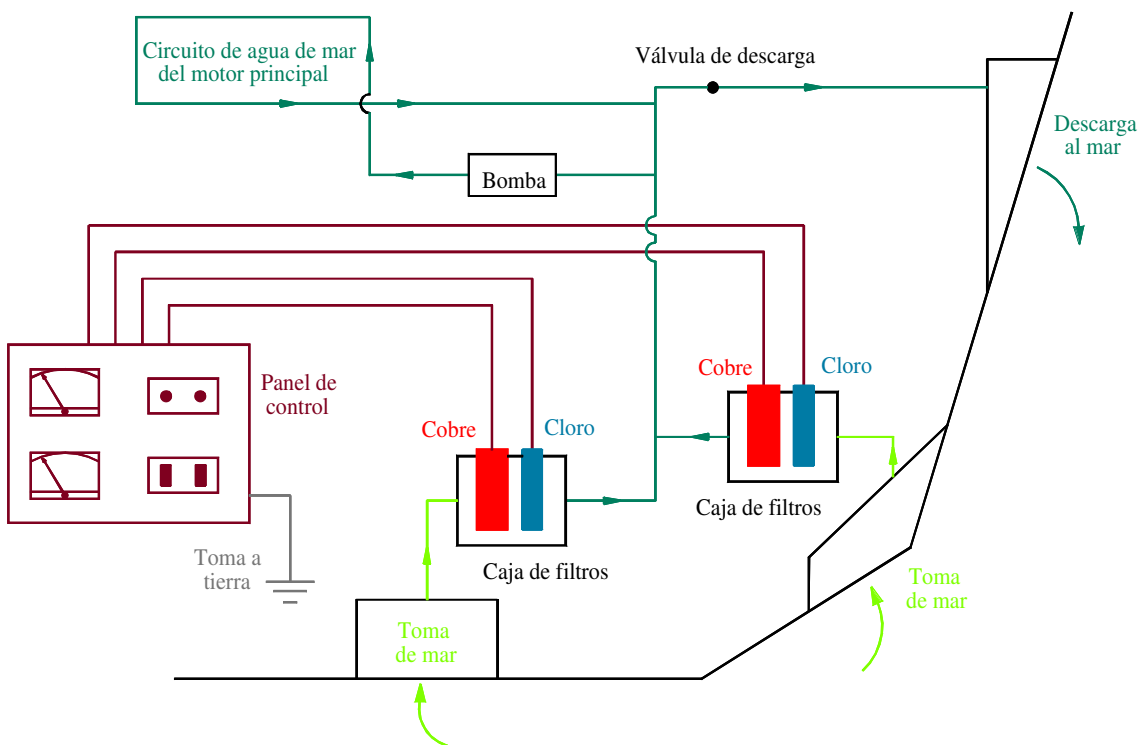 Circuito de agua de mar
del motor principal
Válvula de descarga
Descarga
al mar
Bomba
Panel de
control
Cobre
Cloro
Cobre
Cloro
Caja de filtros
Toma a
tierra
Caja de filtros
Toma
de mar
Toma
de mar